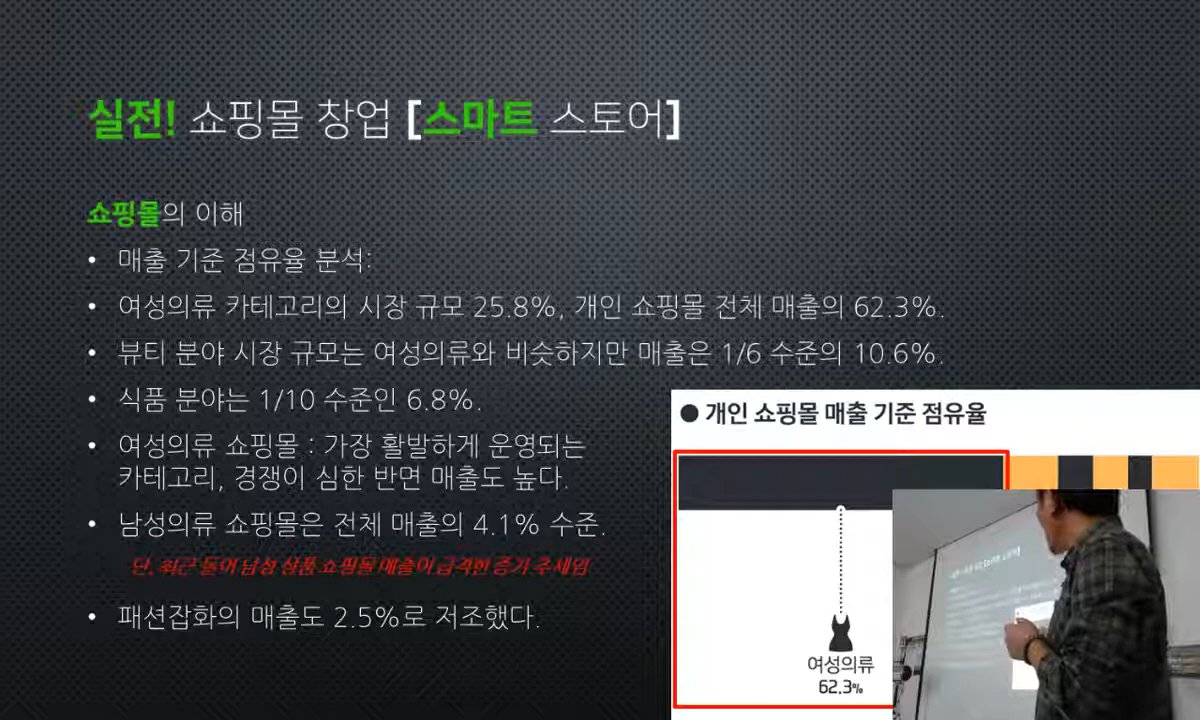 실전! 쇼핑몰 창업 [스마트 스토어]
쇼핑몰의 이해
• 매출 기준 점유율 분석:
• 여성의류 카테고리의 시장 규모 25.8%, 개인 쇼핑몰 전체 매출의 62.3%.
• 뷰티 분야 시장 규모는 여성의류와 비슷하지만 매출은 1/6 수준의 10.6%.
• 식품 분야는 1/10 수준인 6.8%.
• 여성의류 쇼핑몰 : 가장 활발하게 운영되는
카테고리, 경쟁이 심한 반면 매출도 높다.
• 남성의류 쇼핑몰은 전체 매출의 4.1% 수준.
단, 최근 들어 남성 상품 쇼핑몰 매출이 급격한 증가 추세임
• 패션잡화의 매출도 2.5%로 저조했다.
● 개인 쇼핑몰 매출 기준 점유율
여성의류
62.3%